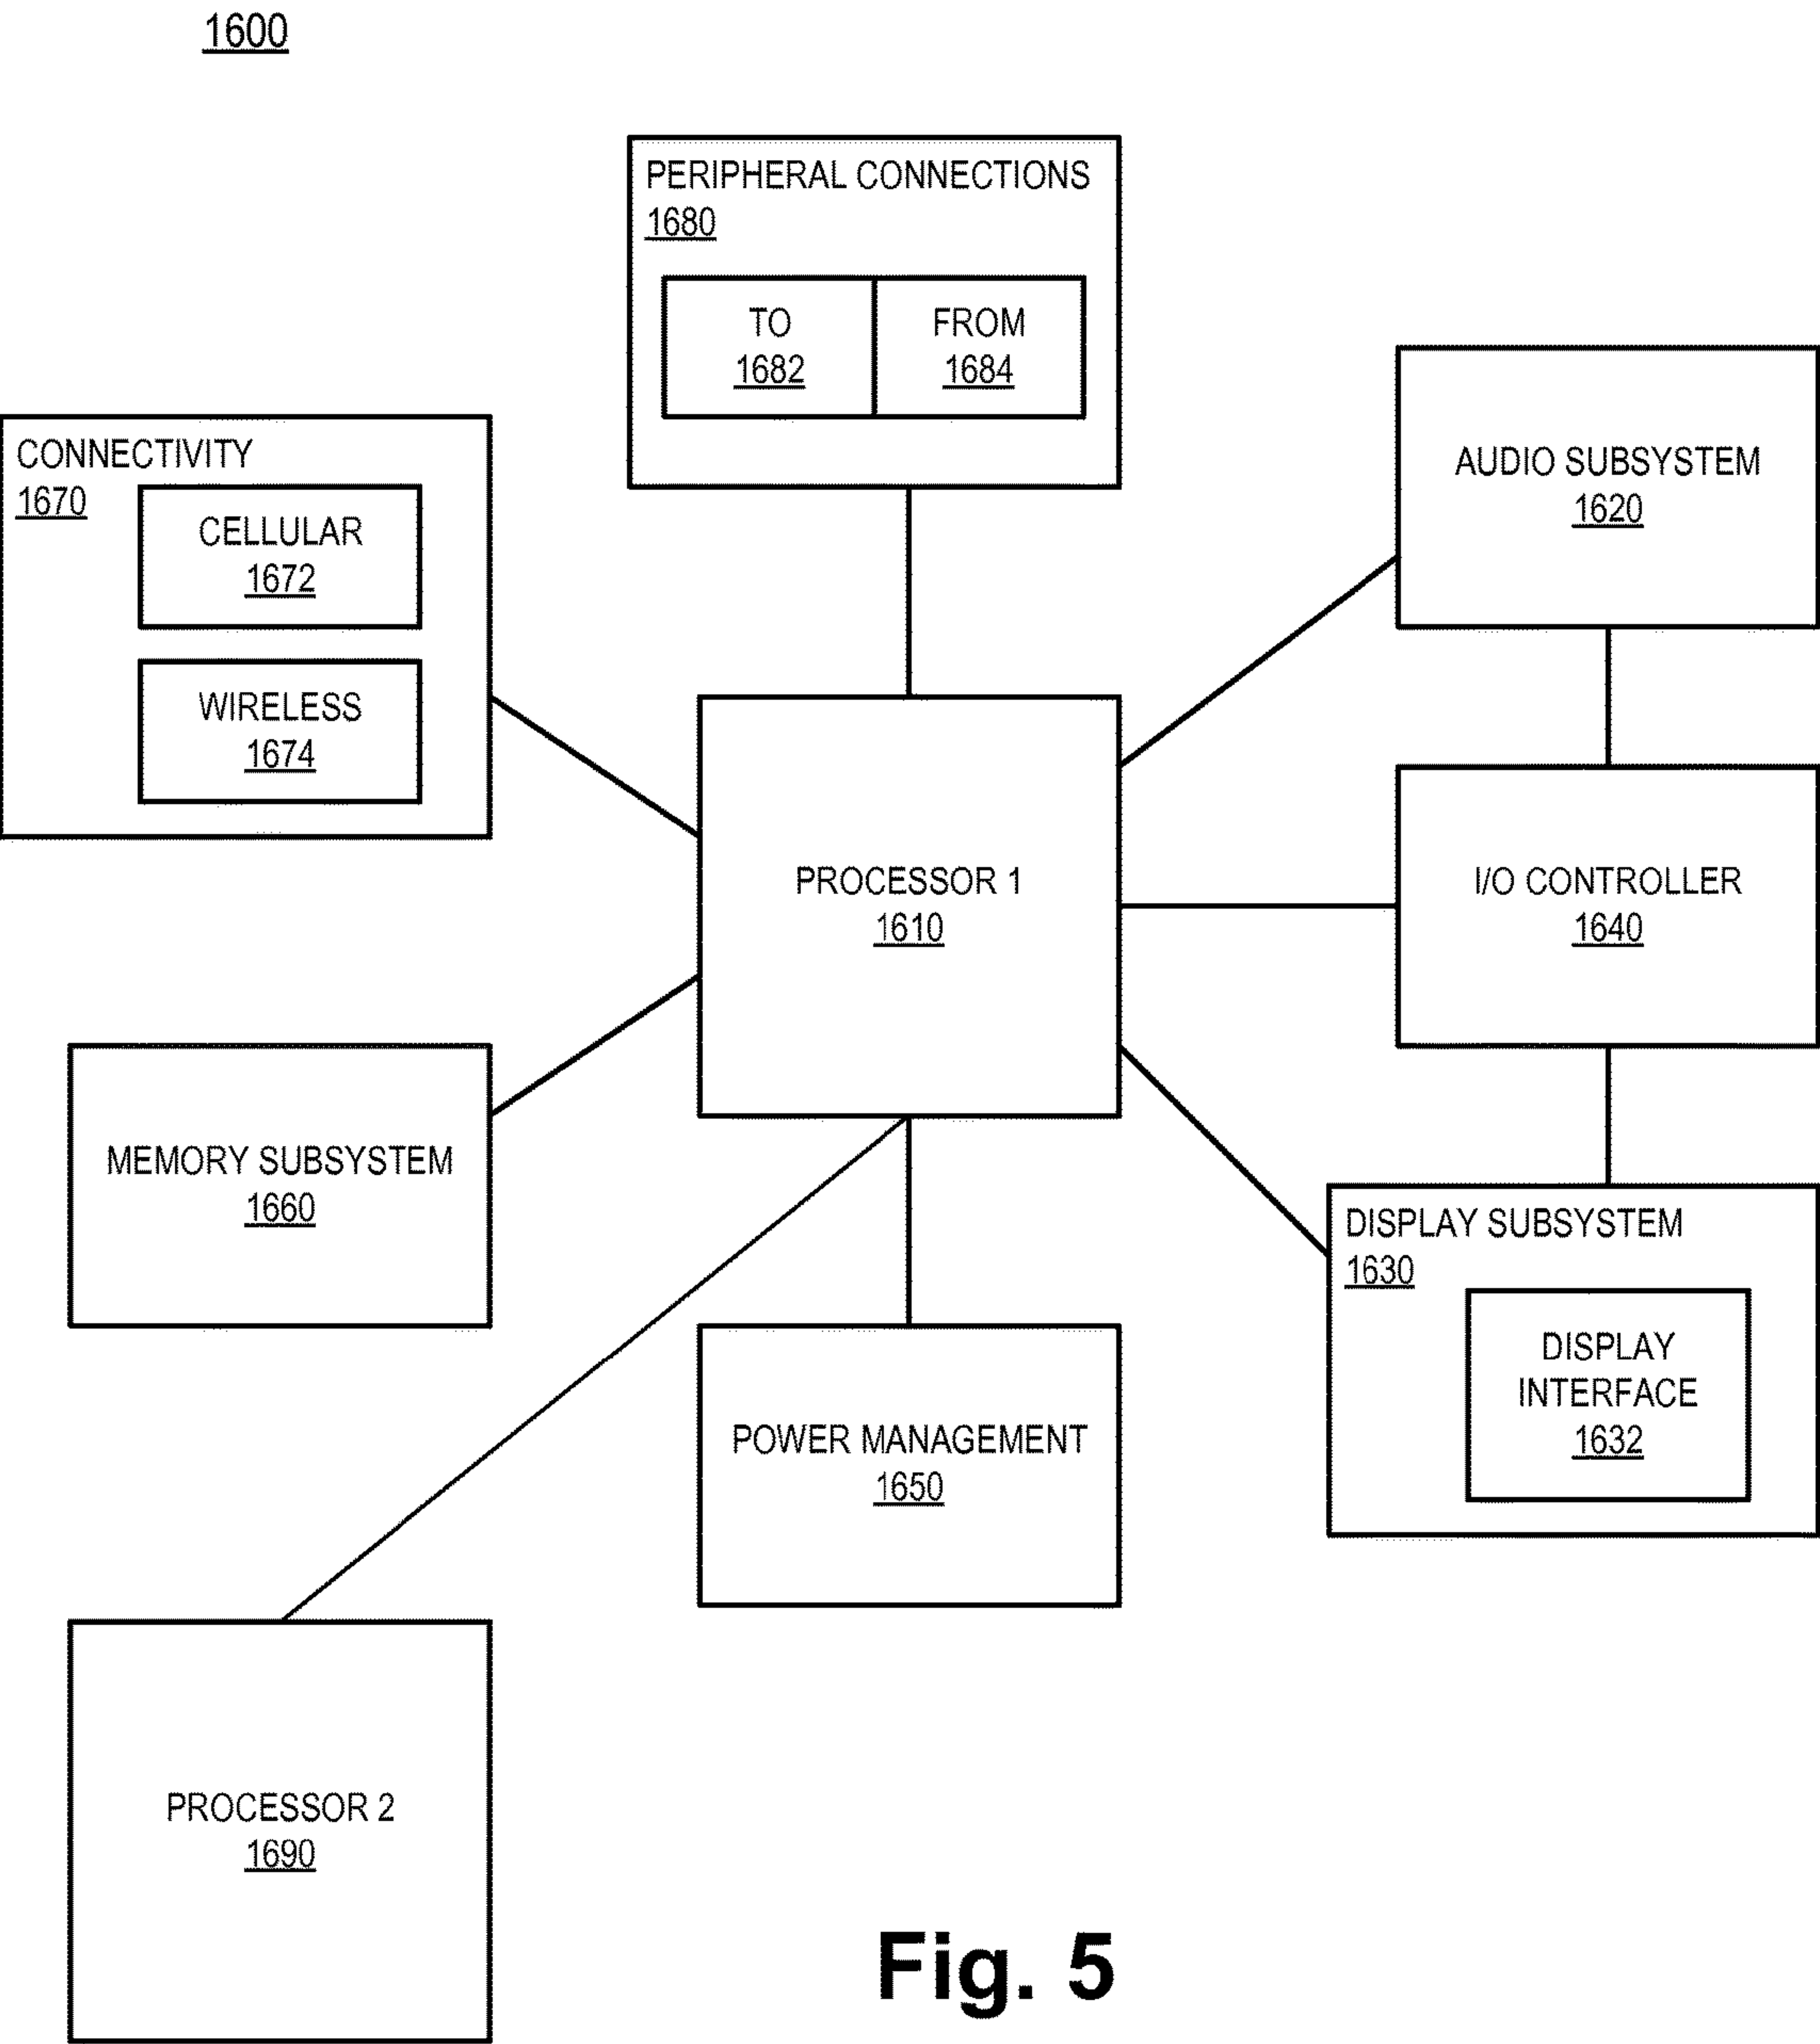 1600
PERIPHERAL CONNECTIONS
1680
TO
1682
FROM
1684
CONNECTIVITY
1670
CELLULAR
1672
WIRELESS
1674
AUDIO SUBSYSTEM
1620
PROCESSOR 1
1610
I/O CONTROLLER
1640
MEMORY SUBSYSTEM
1660
DISPLAY SUBSYSTEM
1630
DISPLAY
INTERFACE
1632
POWER MANAGEMENT
1650
PROCESSOR 2
1690
Fig. 5